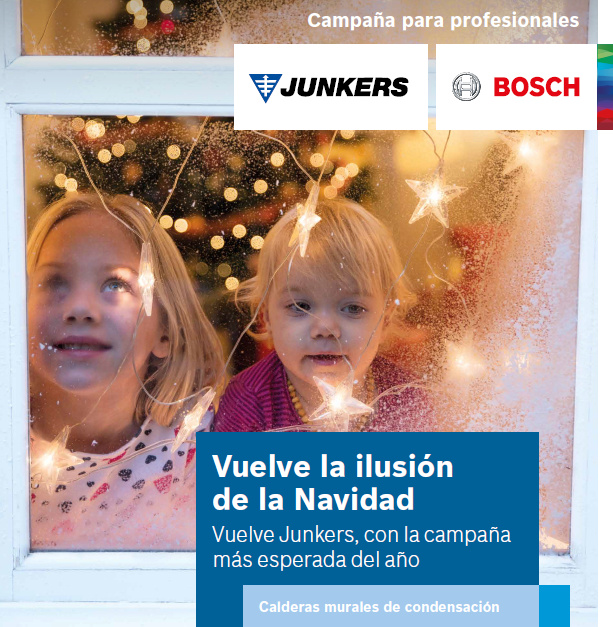 Campaña para profesionales
JUNKERS
BOSCH
Vuelve la ilusión
de la Navidad
Vuelve Junkers, con la campaña
más esperada del año
Calderas murales de condensación